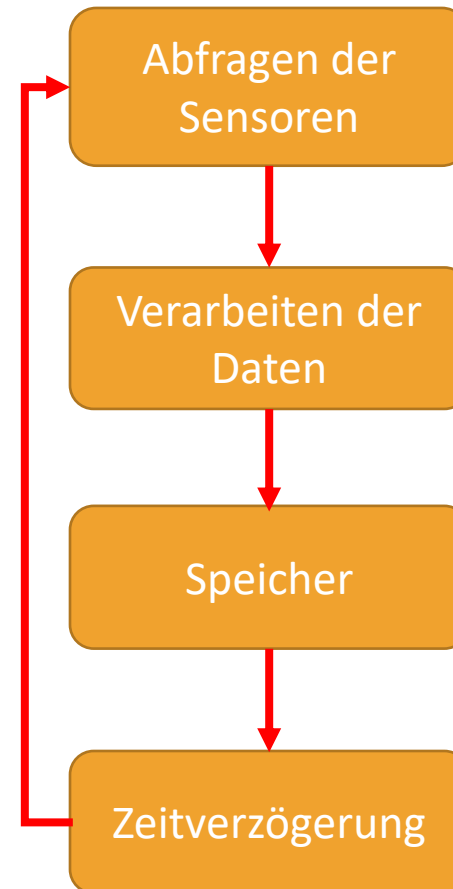 Abfragen der
Sensoren
Verarbeiten der
Daten
Speicher
Zeitverzögerung